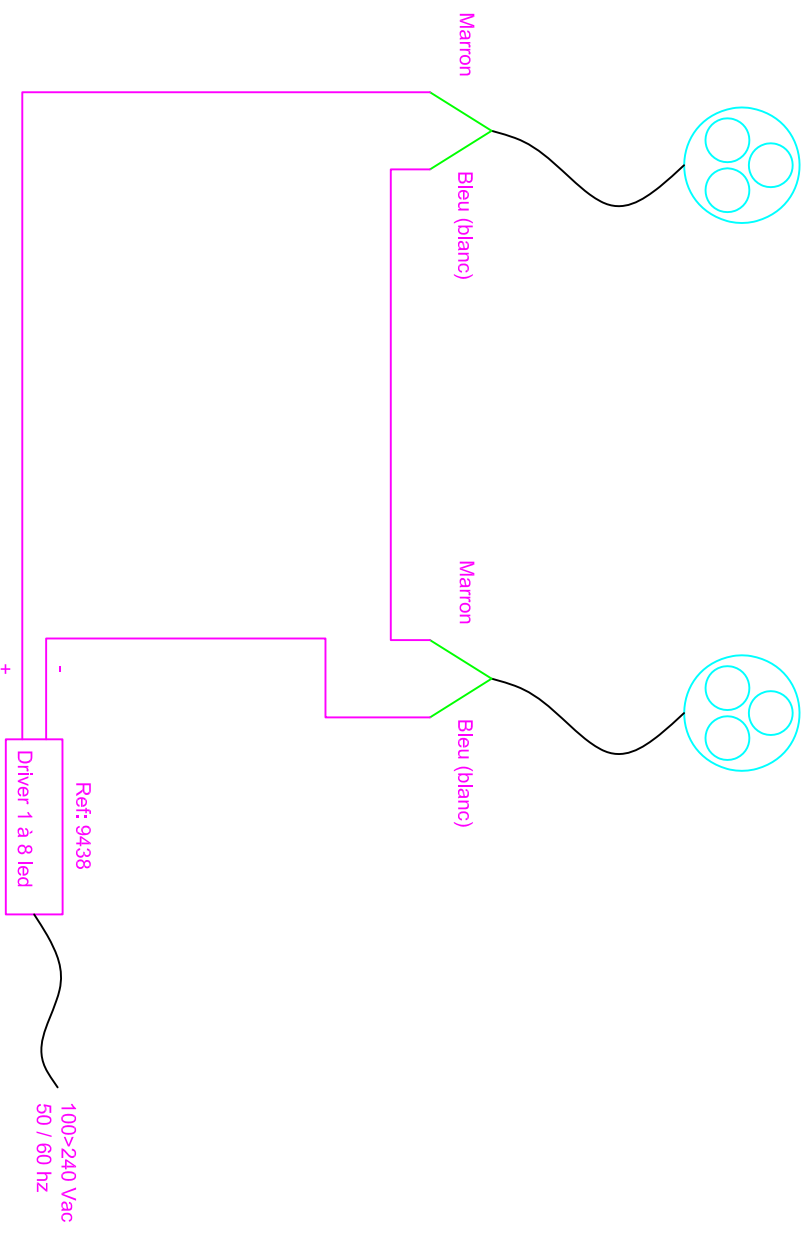 Marron
Bleu (blanc)
Marron
Bleu (blanc)
-
+
Ref: 9438
Driver 1 à 8 led
100>240 Vac
50 / 60 hz